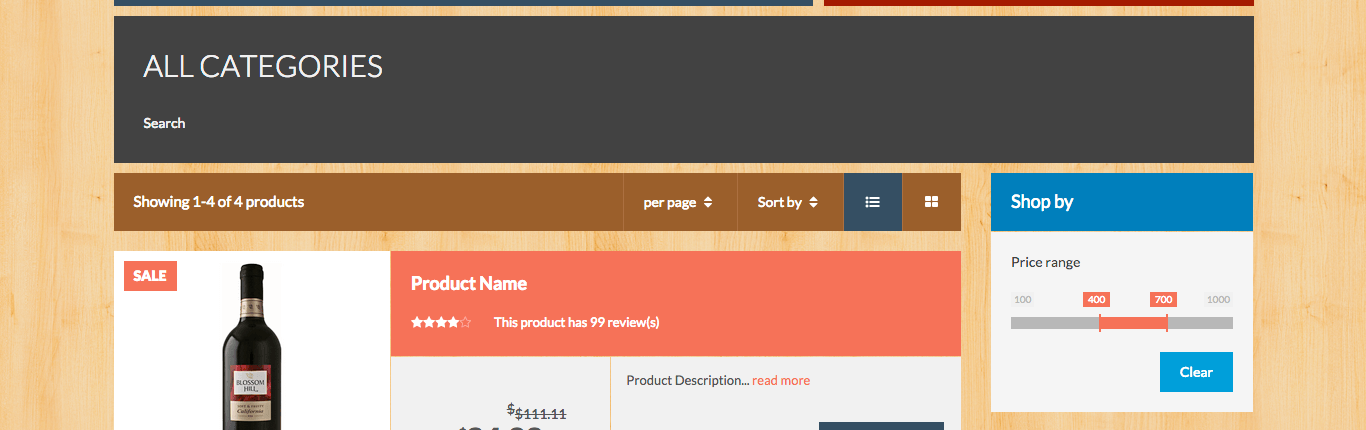 ALL CATEGORIES
Search
Showing 1-4 of 4 products
per page
Sort by
Shop by
Price range
100
400
700
1000
Clear
SALE
Product Name
This product has 99 review(s)
BLOSSOM
HILL
California
Product Description... read more
$$111.11